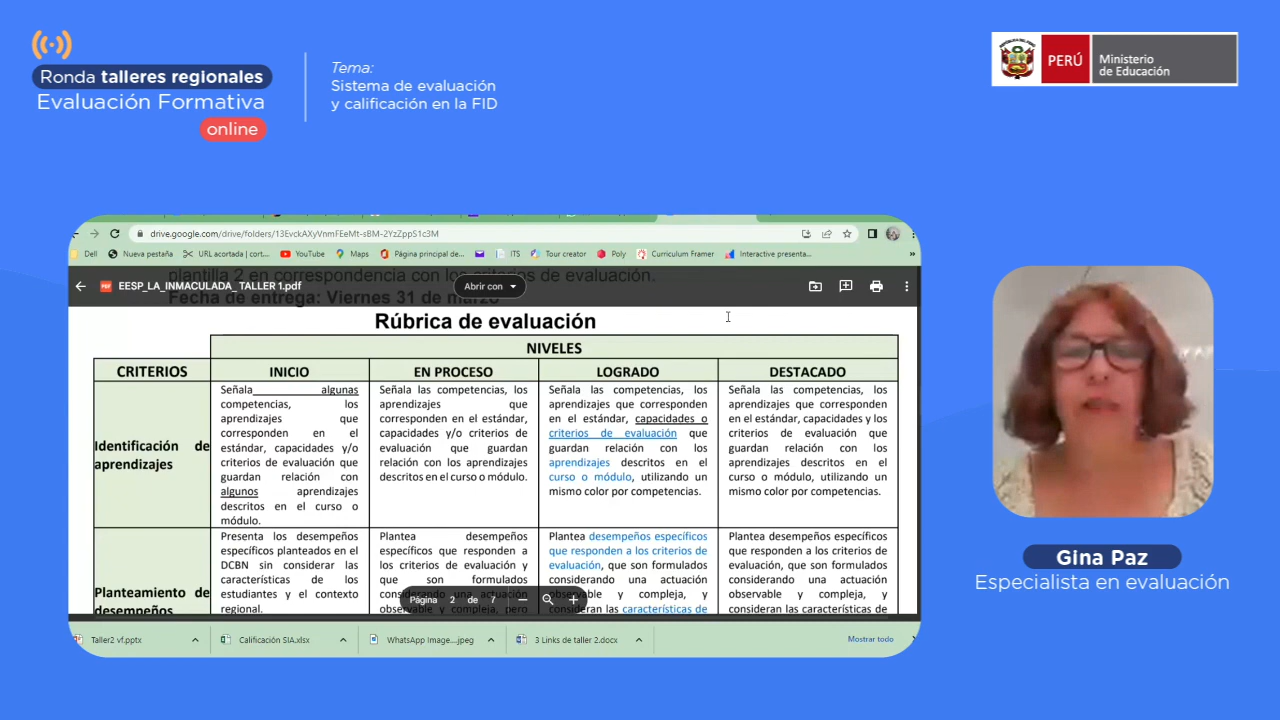 Ronda talleres regionales
Evaluación Formativa
online
Tema:
Sistema de evaluación
y calificación en la FID
PERÚ
Ministerio
de Educación
drive.google.com/drive/folders/13EvckAXyVnmFEeMt-sBM-2YzZppS1c3M
Dell
Nueva pestaña
URL acortada | cort...
YouTube
Maps
Página principal de...
ITS
Tour creator
Poly
Curriculum Framer
Interactive presenta...
»
plantilla 2 en correspondencia con los criterios de evaluación.
Fecha de entrega: Viernes 31 de marzo
EESP_LA_INMACULADA_ TALLER 1.pdf
Abrir con
Rúbrica de evaluación
NIVELES
CRITERIOS
INICIO
EN PROCESO
LOGRADO
DESTACADO
Identificación de
aprendizajes
Señala algunas
competencias, los
aprendizajes que
corresponden en el
estándar, capacidades y/o
criterios de evaluación que
guardan relación con
algunos aprendizajes
descritos en el curso o
módulo.
Señala las competencias, los
aprendizajes que
corresponden en el estándar,
capacidades y/o criterios de
evaluación que guardan
relación con los aprendizajes
descritos en el curso o módulo.
Señala las competencias, los
aprendizajes que corresponden
en el estándar, capacidades o
criterios de evaluación que
guardan relación con los
aprendizajes descritos en el
curso o módulo, utilizando un
mismo color por competencias.
Señala las competencias, los
aprendizajes que corresponden
en el estándar, capacidades y los
criterios de evaluación que
guardan relación con los
aprendizajes descritos en el
curso o módulo, utilizando un
mismo color por competencias.
Planteamiento de
desempeños
Presenta los desempeños
específicos planteados en el
DCBN sin considerar las
características de los
estudiantes y el contexto
regional.
Plantea desempeños
específicos que responden a
los criterios de evaluación y
que son formulados
considerando una actuación
observable y compleja, pero
Plantea desempeños específicos
que responden a los criterios de
evaluación, que son formulados
considerando una actuación
observable y compleja, y
consideran las características de
Plantea desempeños específicos
que responden a los criterios de
evaluación, que son formulados
considerando una actuación
observable y compleja, y
consideran las características de
Página 2 de 7
Taller2 vf.pptx
Calificación SIA.xlsx
WhatsApp Image....jpeg
3 Links de taller 2.docx
Mostrar todo
Gina Paz
Especialista en evaluación